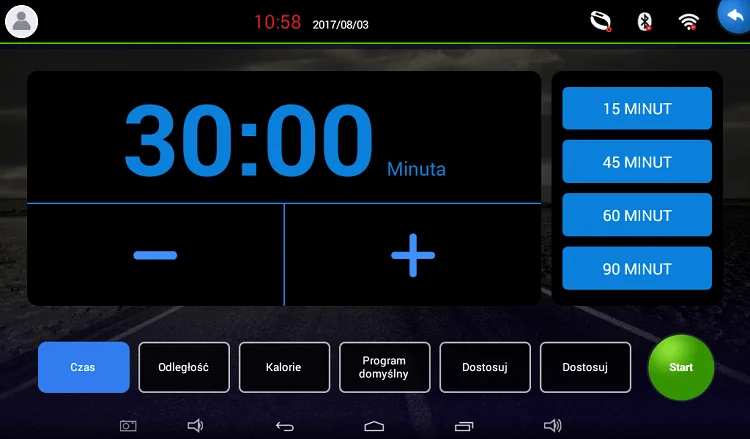 10:58 2017/08/03
30:00 Minuta
15 MINUT
45 MINUT
60 MINUT
90 MINUT
Czas
Odległość
Kalorie
Program
domyślny
Dostosuj
Dostosuj
Start